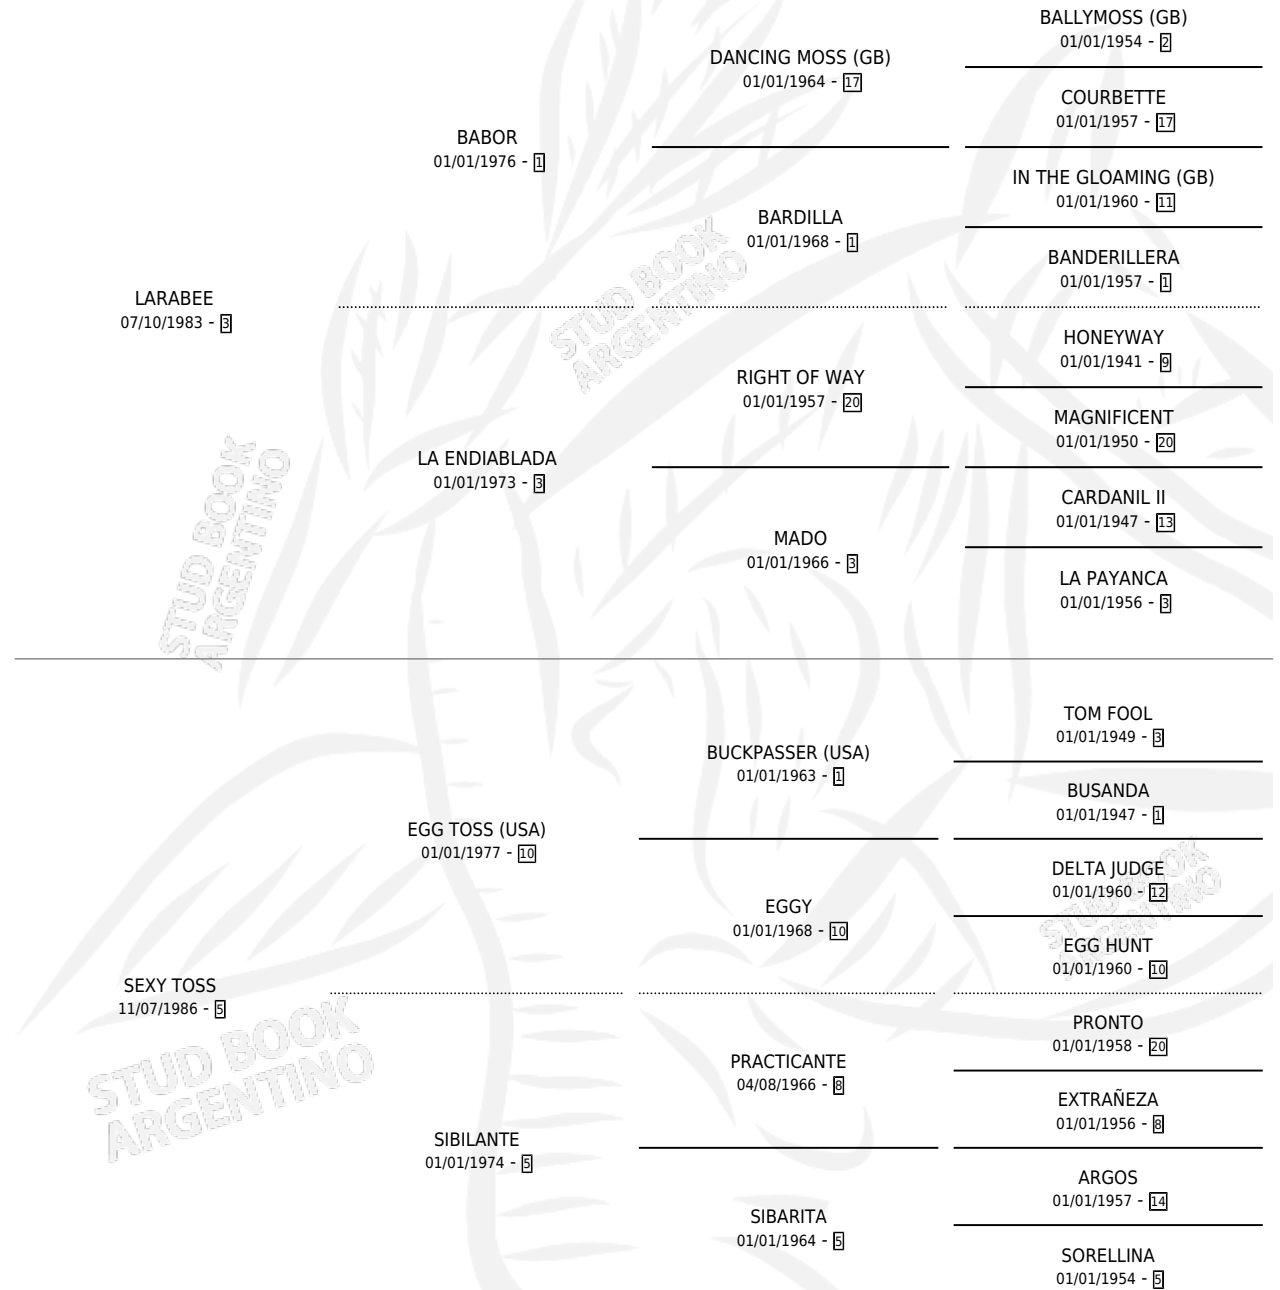 BALLYMOSS (GB)
01/01/1954 - 2
DANCING MOSS (GB)
01/01/1964 - 17
COURBETTE
01/01/1957 - 17
BABOR
01/01/1976 - 1
IN THE GLOAMING (GB)
01/01/1960 - 11
BARDILLA
01/01/1968 - 1
BANDERILLERA
01/01/1957 - 1
LARABEE
07/10/1983 - 3
HONEYWAY
01/01/1941 - 9
RIGHT OF WAY
01/01/1957 - 20
MAGNIFICENT
01/01/1950 - 20
LA ENDIABLADA
01/01/1973 - 3
CARDANIL II
01/01/1947 - 13
MADO
01/01/1966 - 3
LA PAYANCA
01/01/1956 - 3
TOM FOOL
01/01/1949 - 3
BUCKPASSER (USA)
01/01/1963 - 1
BUSANDA
01/01/1947 - 1
EGG TOSS (USA)
01/01/1977 - 10
DELTA JUDGE
01/01/1960 - 12
EGGY
01/01/1968 - 10
EGG HUNT
01/01/1960 - 10
SEXY TOSS
11/07/1986 - 5
PRONTO
01/01/1958 - 20
PRACTICANTE
04/08/1966 - 8
EXTRAÑEZA
01/01/1956 - 8
SIBILANTE
01/01/1974 - 5
ARGOS
01/01/1957 - 14
SIBARITA
01/01/1964 - 5
SORELLINA
01/01/1954 - 5
STUD BOOK
ARGENTINO
STUD BOOK
ARGENTINO
STUD BOOK
ARGENTINO
STUD BOOK
ARGENTINO